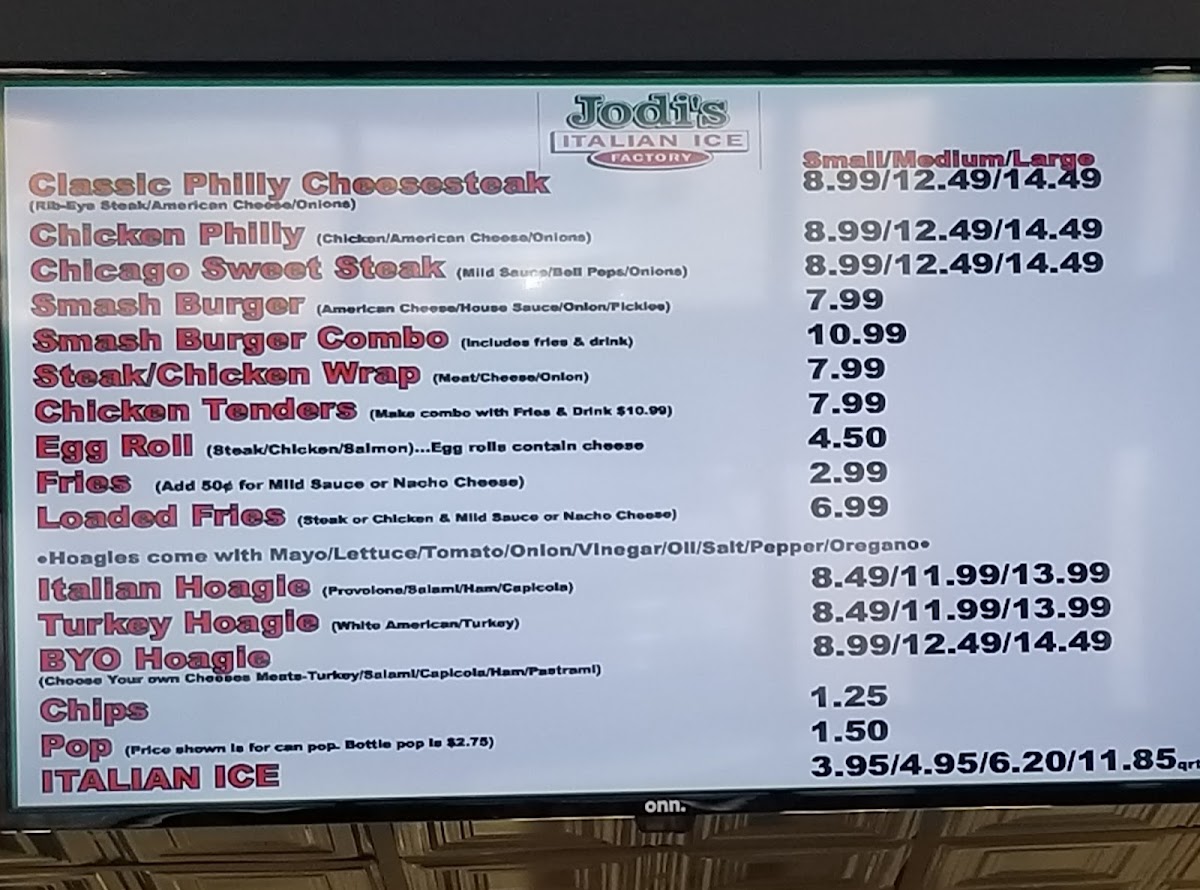 Jodi's
ITALIAN ICE
FACTORY
Small/Medium/Large
Classic Philly Cheesesteak 8.99/12.49/14.49
(Rib-Eye Steak/American Cheese/Onions)
Chicken Philly (Chicken/American Cheese/Onions) 8.99/12.49/14.49
Chicago Sweet Steak (Mild Sauce/Bell Peps/Onions) 8.99/12.49/14.49
Smash Burger (American Cheese/House Sauce/Onion/Pickles) 7.99
Smash Burger Combo (Includes fries & drink) 10.99
Steak/Chicken Wrap (Meat/Cheese/Onion) 7.99
Chicken Tenders (Make combo with Fries & Drink $10.99) 7.99
Egg Roll (Steak/Chicken/Salmon)...Egg rolls contain cheese 4.50
Fries (Add 50¢ for Mild Sauce or Nacho Cheese) 2.99
Loaded Fries (Steak or Chicken & Mild Sauce or Nacho Cheese) 6.99
•Hoagies come with Mayo/Lettuce/Tomato/Onion/Vinegar/Oil/Salt/Pepper/Oregano•
Italian Hoagie (Provolone/Salami/Ham/Capicola) 8.49/11.99/13.99
Turkey Hoagie (White American/Turkey) 8.49/11.99/13.99
BYO Hoagie 8.99/12.49/14.49
(Choose Your own Cheeses Meats-Turkey/Salami/Capicola/Ham/Pastrami)
Chips 1.25
Pop (Price shown is for can pop. Bottle pop is $2.75) 1.50
ITALIAN ICE 3.95/4.95/6.20/11.85qrt
onn.